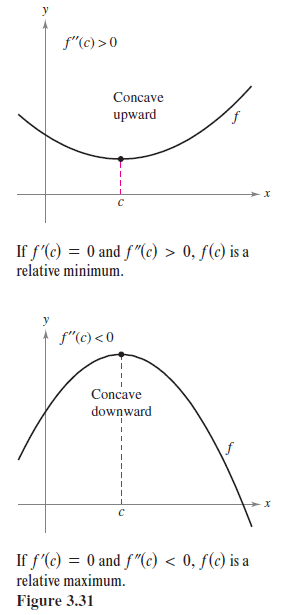 y
f"(c) > 0
Concave
upward
f
x
c
If f'(c) = 0 and f"(c) > 0, f(c) is a
relative minimum.
y
f"(c) < 0
Concave
downward
f
x
c
If f'(c) = 0 and f"(c) < 0, f(c) is a
relative maximum.
Figure 3.31